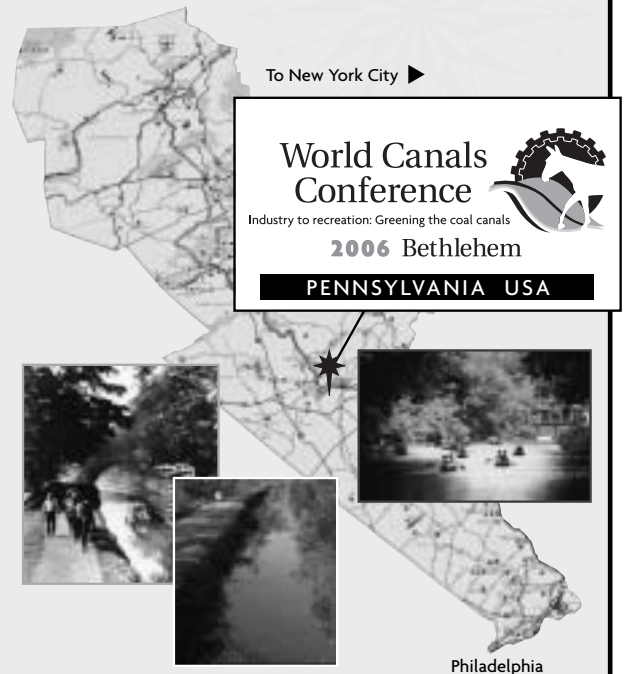 To New York City
World Canals
Conference
Industry to recreation: Greening the coal canals
2006 Bethlehem
PENNSYLVANIA USA
Philadelphia